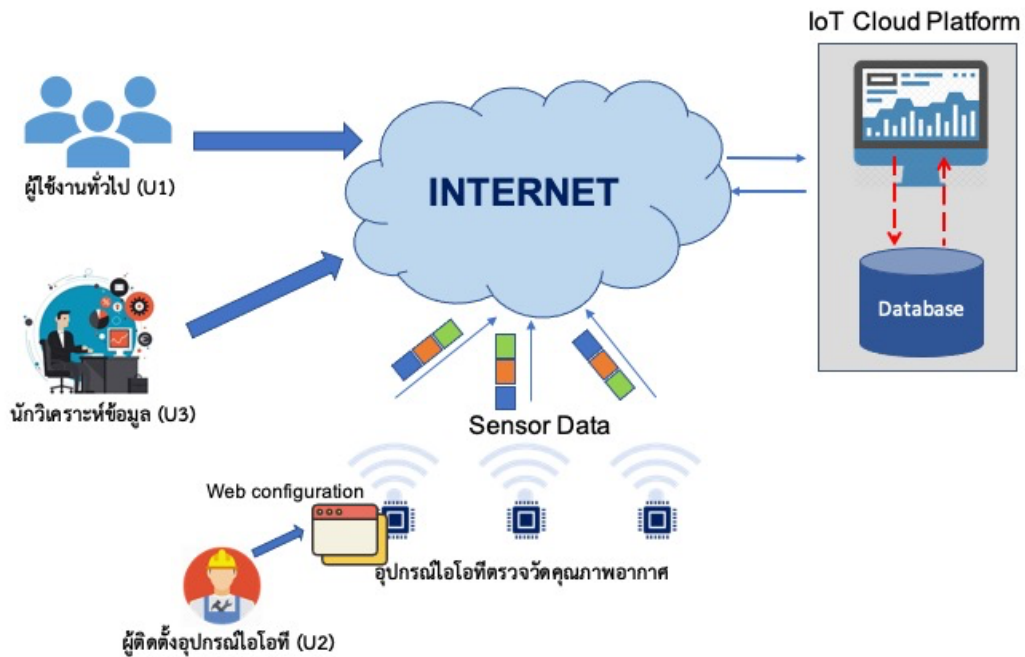 IoT Cloud Platform
ผู้ใช้งานทั่วไป (U1)
INTERNET
Database
นักวิเคราะห์ข้อมูล (U3)
Sensor Data
Web configuration
อุปกรณ์ไอโอทีตรวจวัดคุณภาพอากาศ
ผู้ติดตั้งอุปกรณ์ไอโอที (U2)